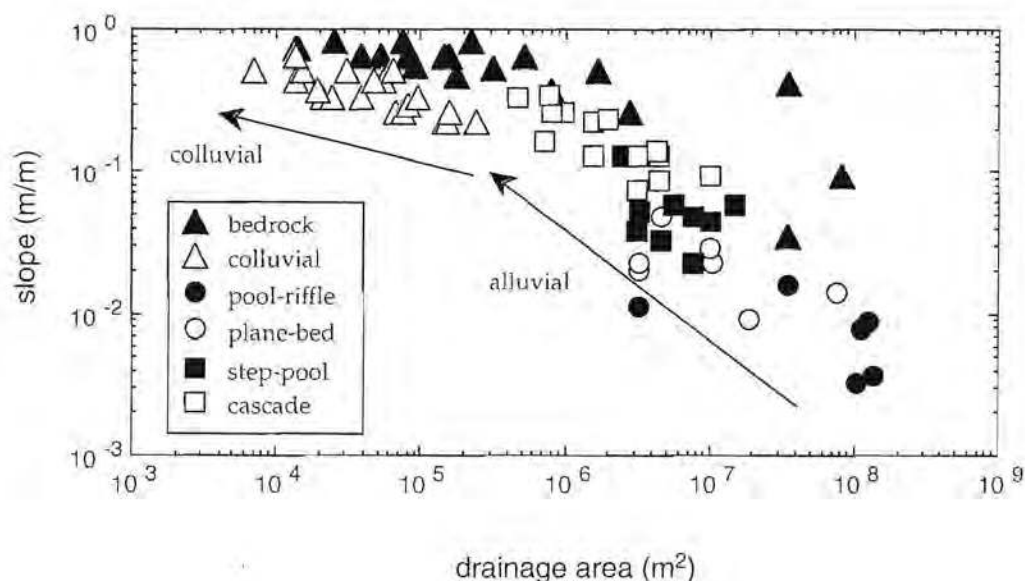 10⁰
10⁻¹
10⁻²
10⁻³
slope (m/m)
colluvial
alluvial
bedrock
colluvial
pool-riffle
plane-bed
step-pool
cascade
10³ 10⁴ 10⁵ 10⁶ 10⁷ 10⁸ 10⁹
drainage area (m²)